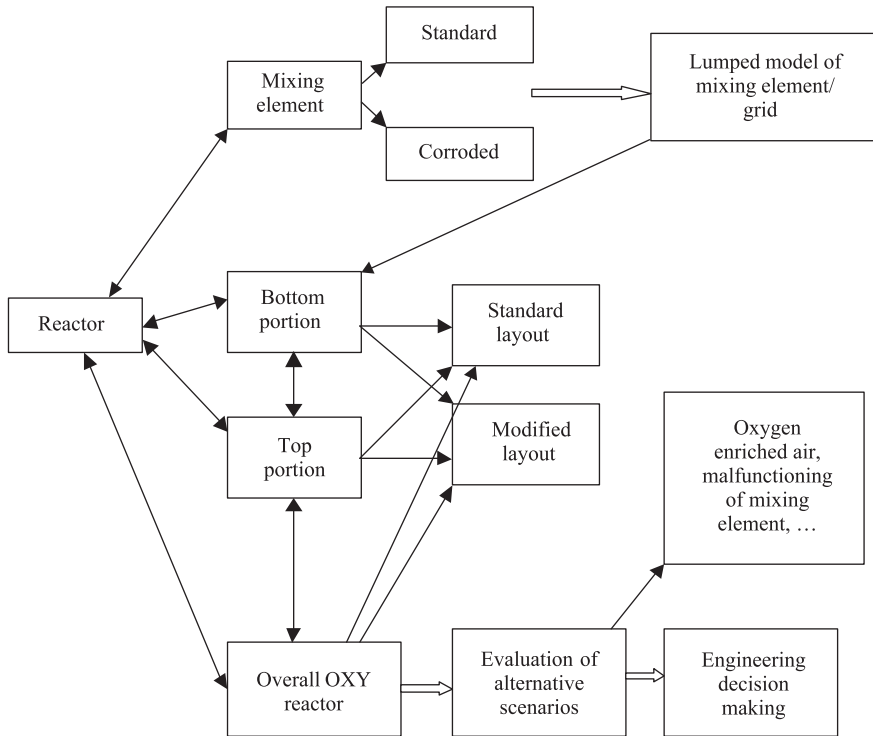 Standard
Mixing
element
Lumped model of
mixing element/
grid
Corroded
Reactor
Bottom
portion
Standard
layout
Top
portion
Modified
layout
Oxygen
enriched air,
malfunctioning
of mixing
element, …
Overall OXY
reactor
Evaluation of
alternative
scenarios
Engineering
decision
making